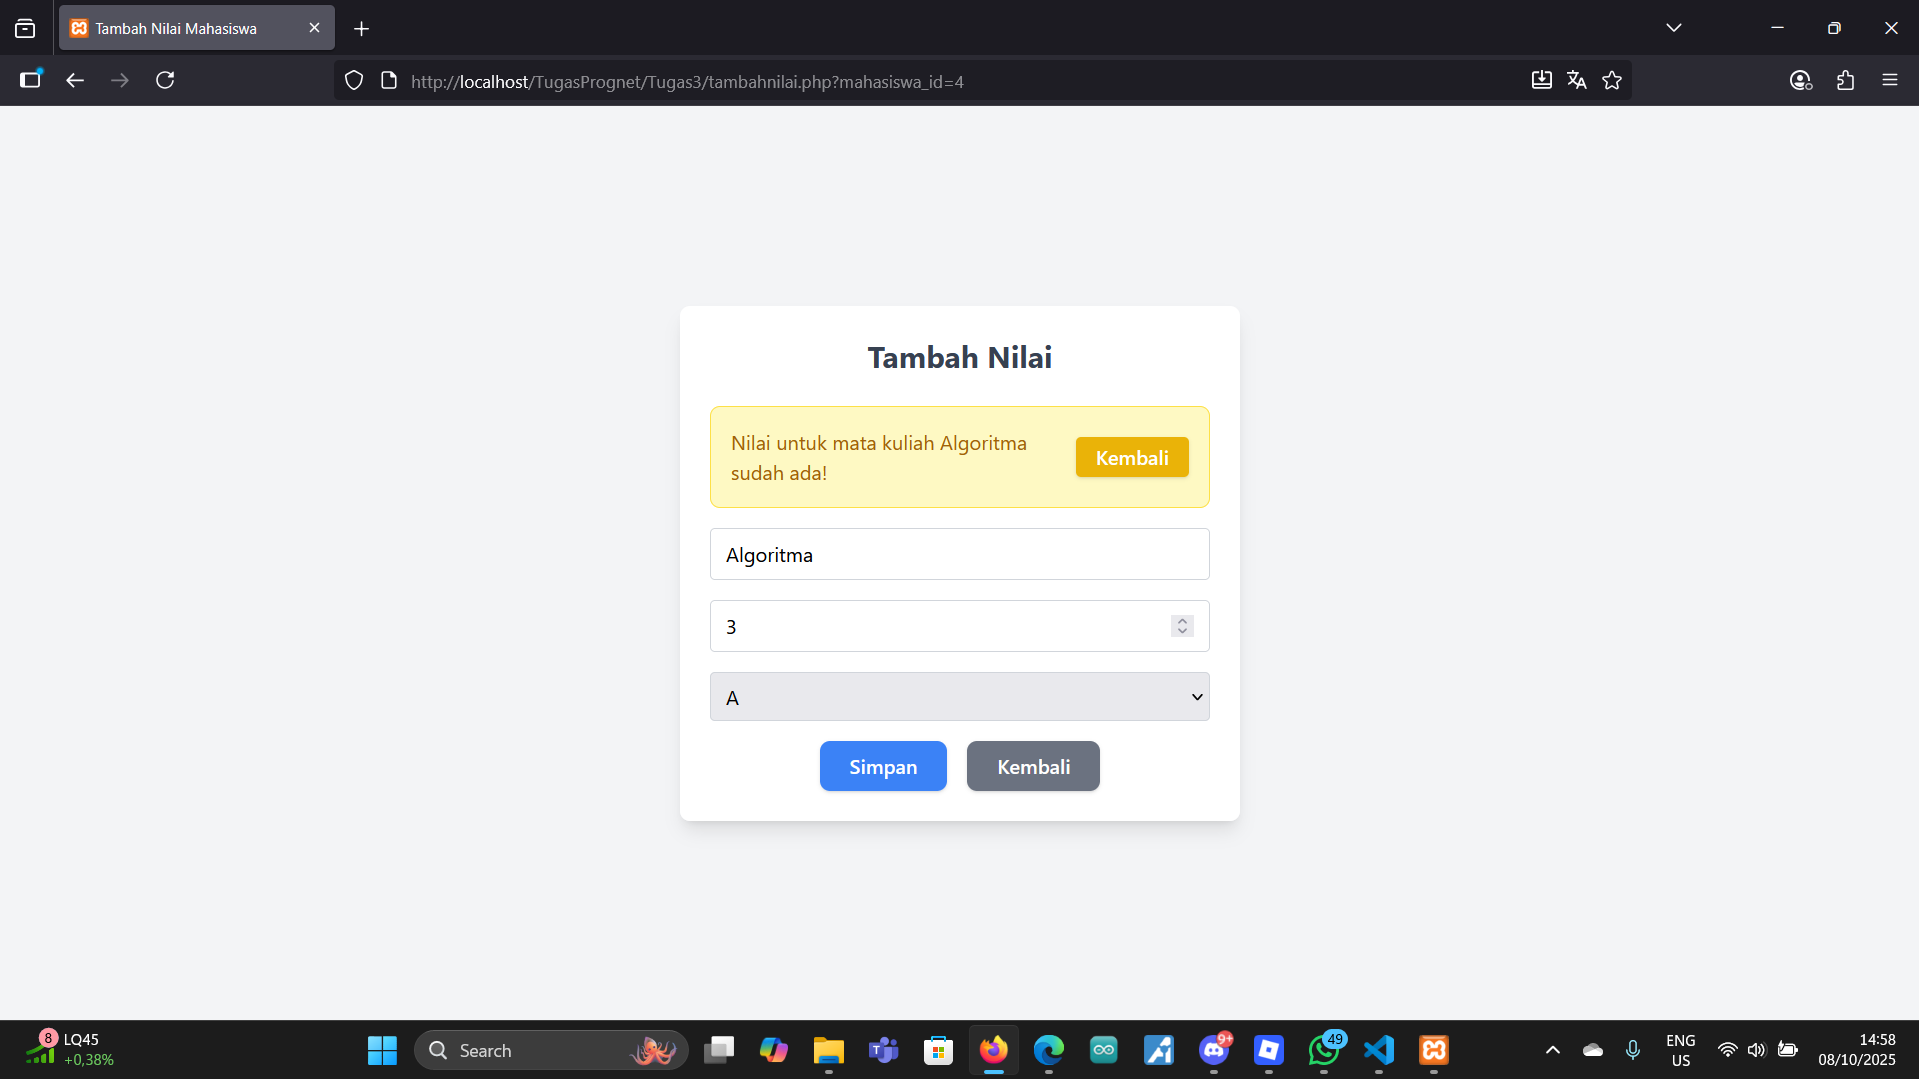 Tambah Nilai Mahasiswa
http://localhost/TugasPrognet/Tugas3/tambahnilai.php?mahasiswa_id=4
Tambah Nilai
Nilai untuk mata kuliah Algoritma
sudah ada!
Kembali
Algoritma
3
A
Simpan
Kembali
8
LQ45
+0,38%
Search
9+
49
ENG
US
14:58
08/10/2025